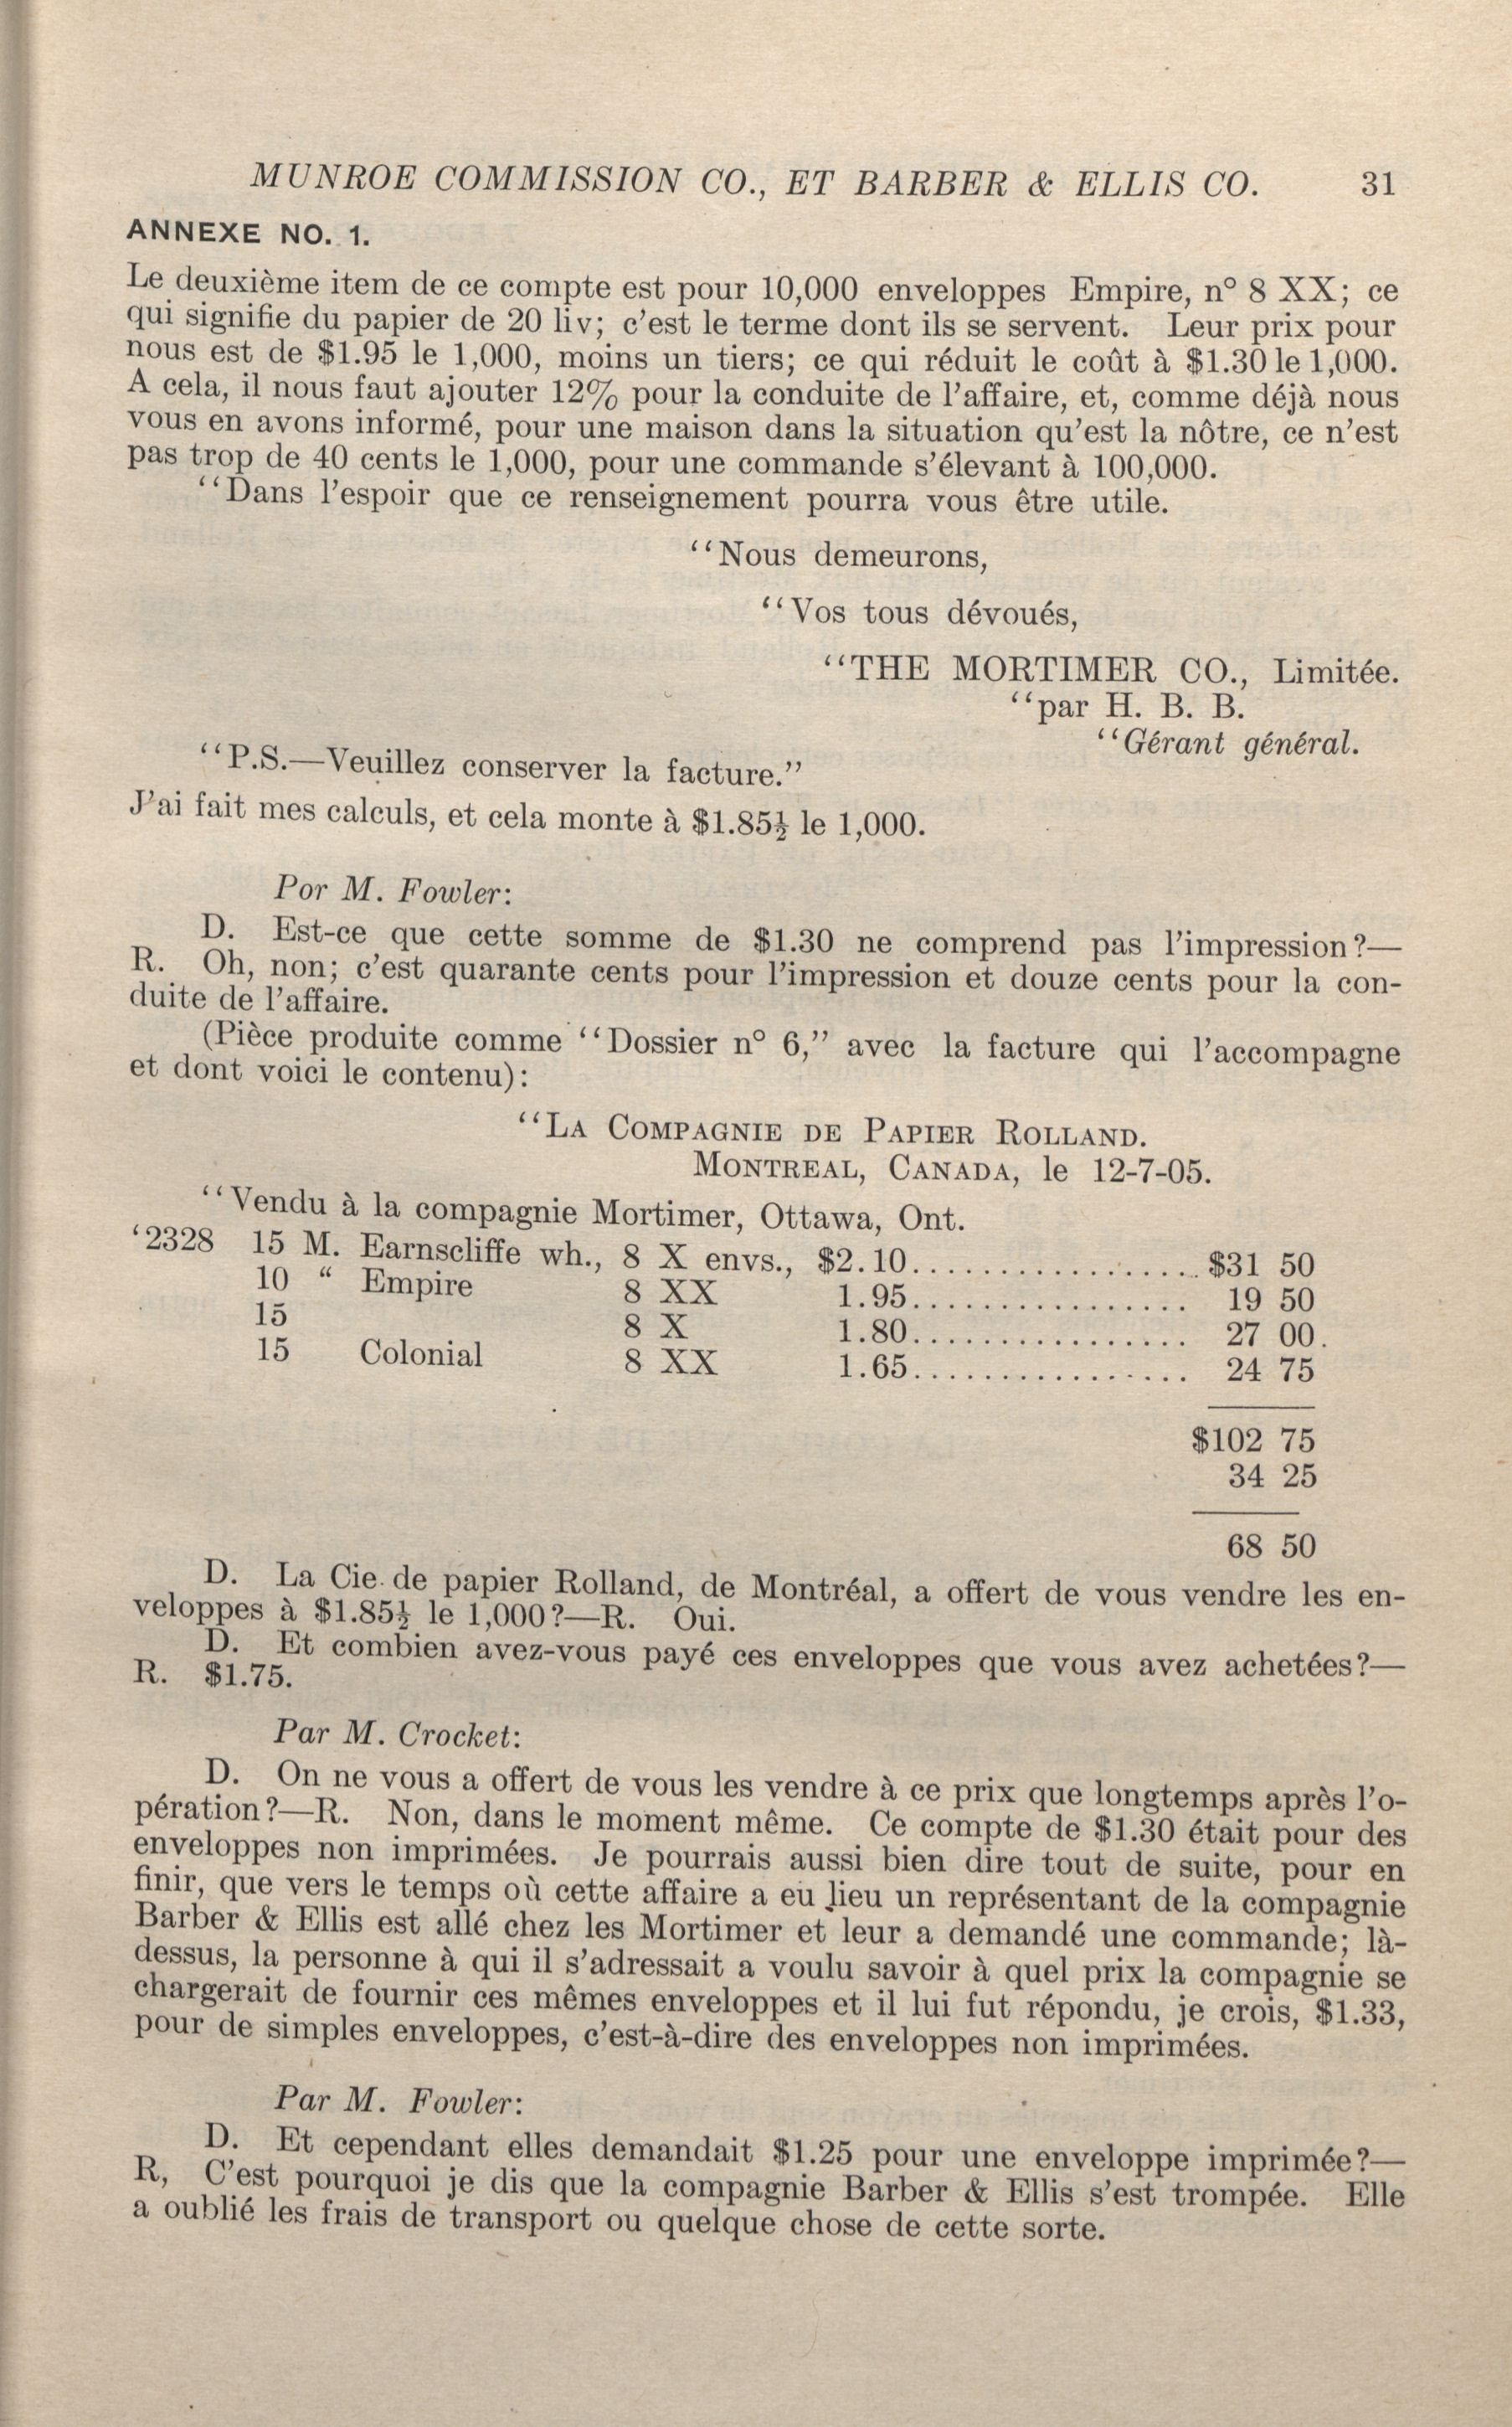 MUNROE COMMISSION CO., ET BARBER & ELLIS CO. 31
ANNEXE NO. 1.
Le deuxième item de ce compte est pour 10,000 enveloppes Empire, n° 8 XX; ce
qui signifie du papier de 20 liv; c'est le terme dont ils se servent. Leur prix pour
nous est de $1.95 le 1,000, moins un tiers; ce qui réduit le coût à $1.30 le 1,000.
A cela, il nous faut ajouter 12% pour la conduite de l'affaire, et, comme déjà nous
vous en avons informé, pour une maison dans la situation qu'est la nôtre, ce n'est
pas trop de 40 cents le 1,000, pour une commande s'élevant à 100,000.
"Dans l'espoir que ce renseignement pourra vous être utile.
"Nous demeurons,
"Vos tous dévoués,
"THE MORTIMER CO., Limitée.
"par H. B. B.
"Gérant général.
"P.S.—Veuillez conserver la facture."
J'ai fait mes calculs, et cela monte à $1.85½ le 1,000.
Por M. Fowler:
D. Est-ce que cette somme de $1.30 ne comprend pas l'impression?—
R. Oh, non; c'est quarante cents pour l'impression et douze cents pour la con-
duite de l'affaire.
(Pièce produite comme "Dossier n° 6," avec la facture qui l'accompagne
et dont voici le contenu):
"LA COMPAGNIE DE PAPIER ROLLAND.
MONTREAL, CANADA, le 12-7-05.
"Vendu à la compagnie Mortimer, Ottawa, Ont.
'2328 15 M. Earnscliffe wh., 8 X envs., $2.10................. $31 50
10 " Empire 8 XX 1.95................ 19 50
15 8 X 1.80................ 27 00.
15 Colonial 8 XX 1.65................ 24 75
$102 75
34 25
68 50
D. La Cie. de papier Rolland, de Montréal, a offert de vous vendre les en-
veloppes à $1.85½ le 1,000?—R. Oui.
D. Et combien avez-vous payé ces enveloppes que vous avez achetées?—
R. $1.75.
Par M. Crocket:
D. On ne vous a offert de vous les vendre à ce prix que longtemps après l'o-
pération?—R. Non, dans le moment même. Ce compte de $1.30 était pour des
enveloppes non imprimées. Je pourrais aussi bien dire tout de suite, pour en
finir, que vers le temps où cette affaire a eu lieu un représentant de la compagnie
Barber & Ellis est allé chez les Mortimer et leur a demandé une commande; là-
dessus, la personne à qui il s'adressait a voulu savoir à quel prix la compagnie se
chargerait de fournir ces mêmes enveloppes et il lui fut répondu, je crois, $1.33,
pour de simples enveloppes, c'est-à-dire des enveloppes non imprimées.
Par M. Fowler:
D. Et cependant elles demandait $1.25 pour une enveloppe imprimée?—
R, C'est pourquoi je dis que la compagnie Barber & Ellis s'est trompée. Elle
a oublié les frais de transport ou quelque chose de cette sorte.